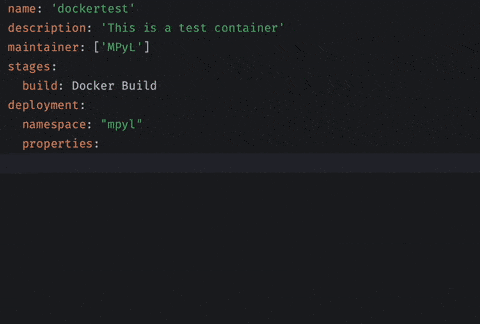 name: 'dockertest'
description: 'This is a test container'
maintainer: ['MPyL']
stages:
  build: Docker Build
deployment:
  namespace: "mpyl"
  properties: